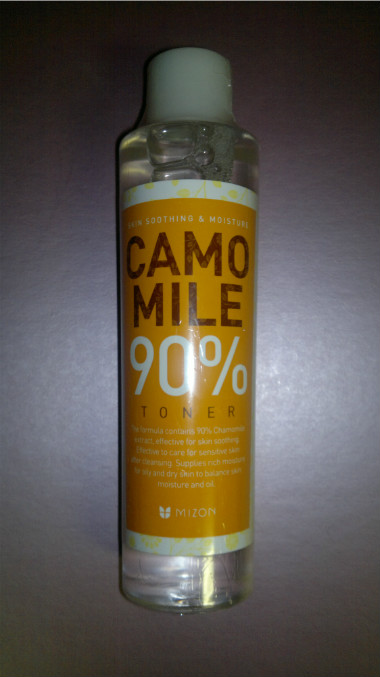 SKIN SOOTHING & MOISTURE
CAMO
MILE
90%
TONER
The formula contains 90% Chamomile
extract, effective for skin soothing.
Effective to care for sensitive skin
after cleansing. Supplies rich moisture
for oily and dry skin to balance skin
moisture and oil.
MIZON